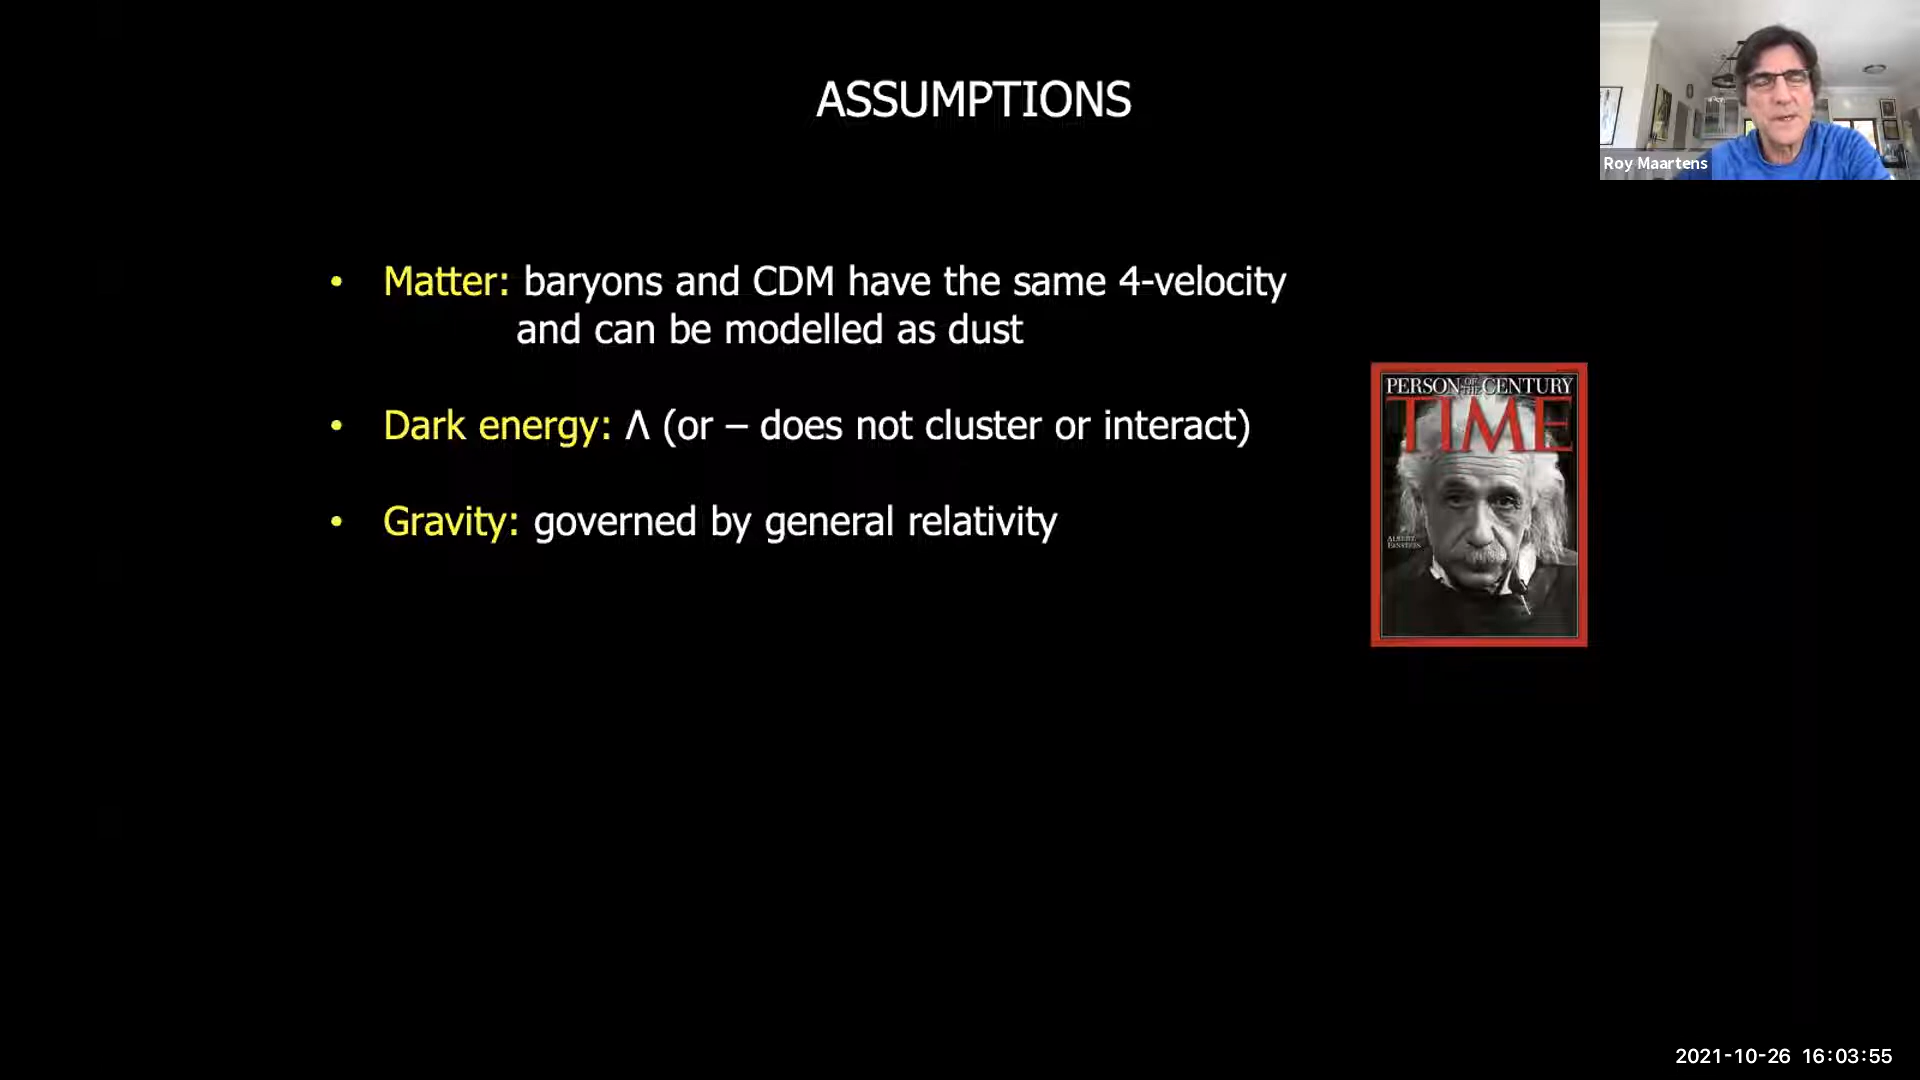 ASSUMPTIONS
Roy Maartens
• Matter: baryons and CDM have the same 4-velocity
and can be modelled as dust
• Dark energy: Λ (or – does not cluster or interact)
• Gravity: governed by general relativity
PERSON OF THE CENTURY
TIME
ALBERT
EINSTEIN
2021-10-26 16:03:55